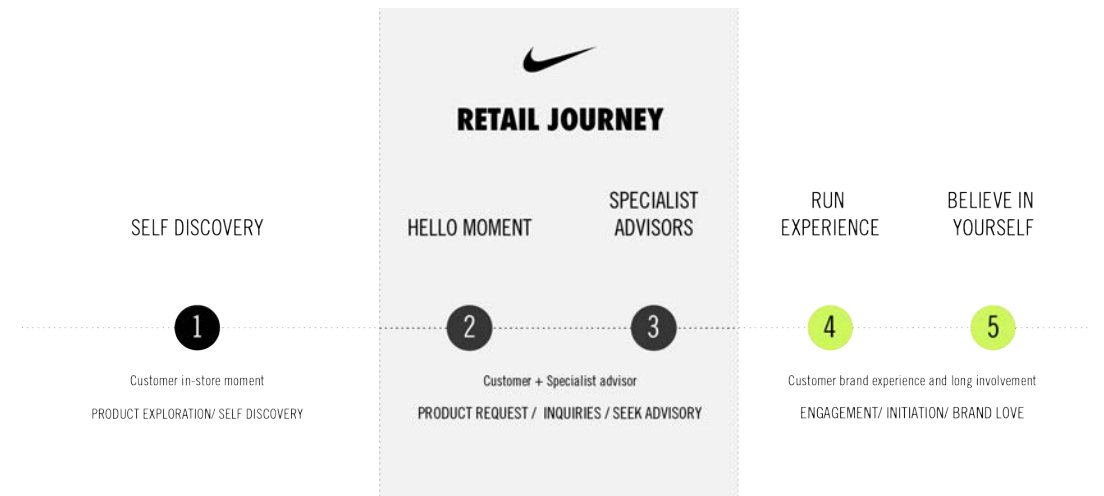 RETAIL JOURNEY
SELF DISCOVERY
HELLO MOMENT
SPECIALIST
ADVISORS
RUN
EXPERIENCE
BELIEVE IN
YOURSELF
1
2
3
4
5
Customer in-store moment
PRODUCT EXPLORATION/ SELF DISCOVERY
Customer + Specialist advisor
PRODUCT REQUEST / INQUIRIES / SEEK ADVISORY
Customer brand experience and long involvement
ENGAGEMENT/ INITIATION/ BRAND LOVE